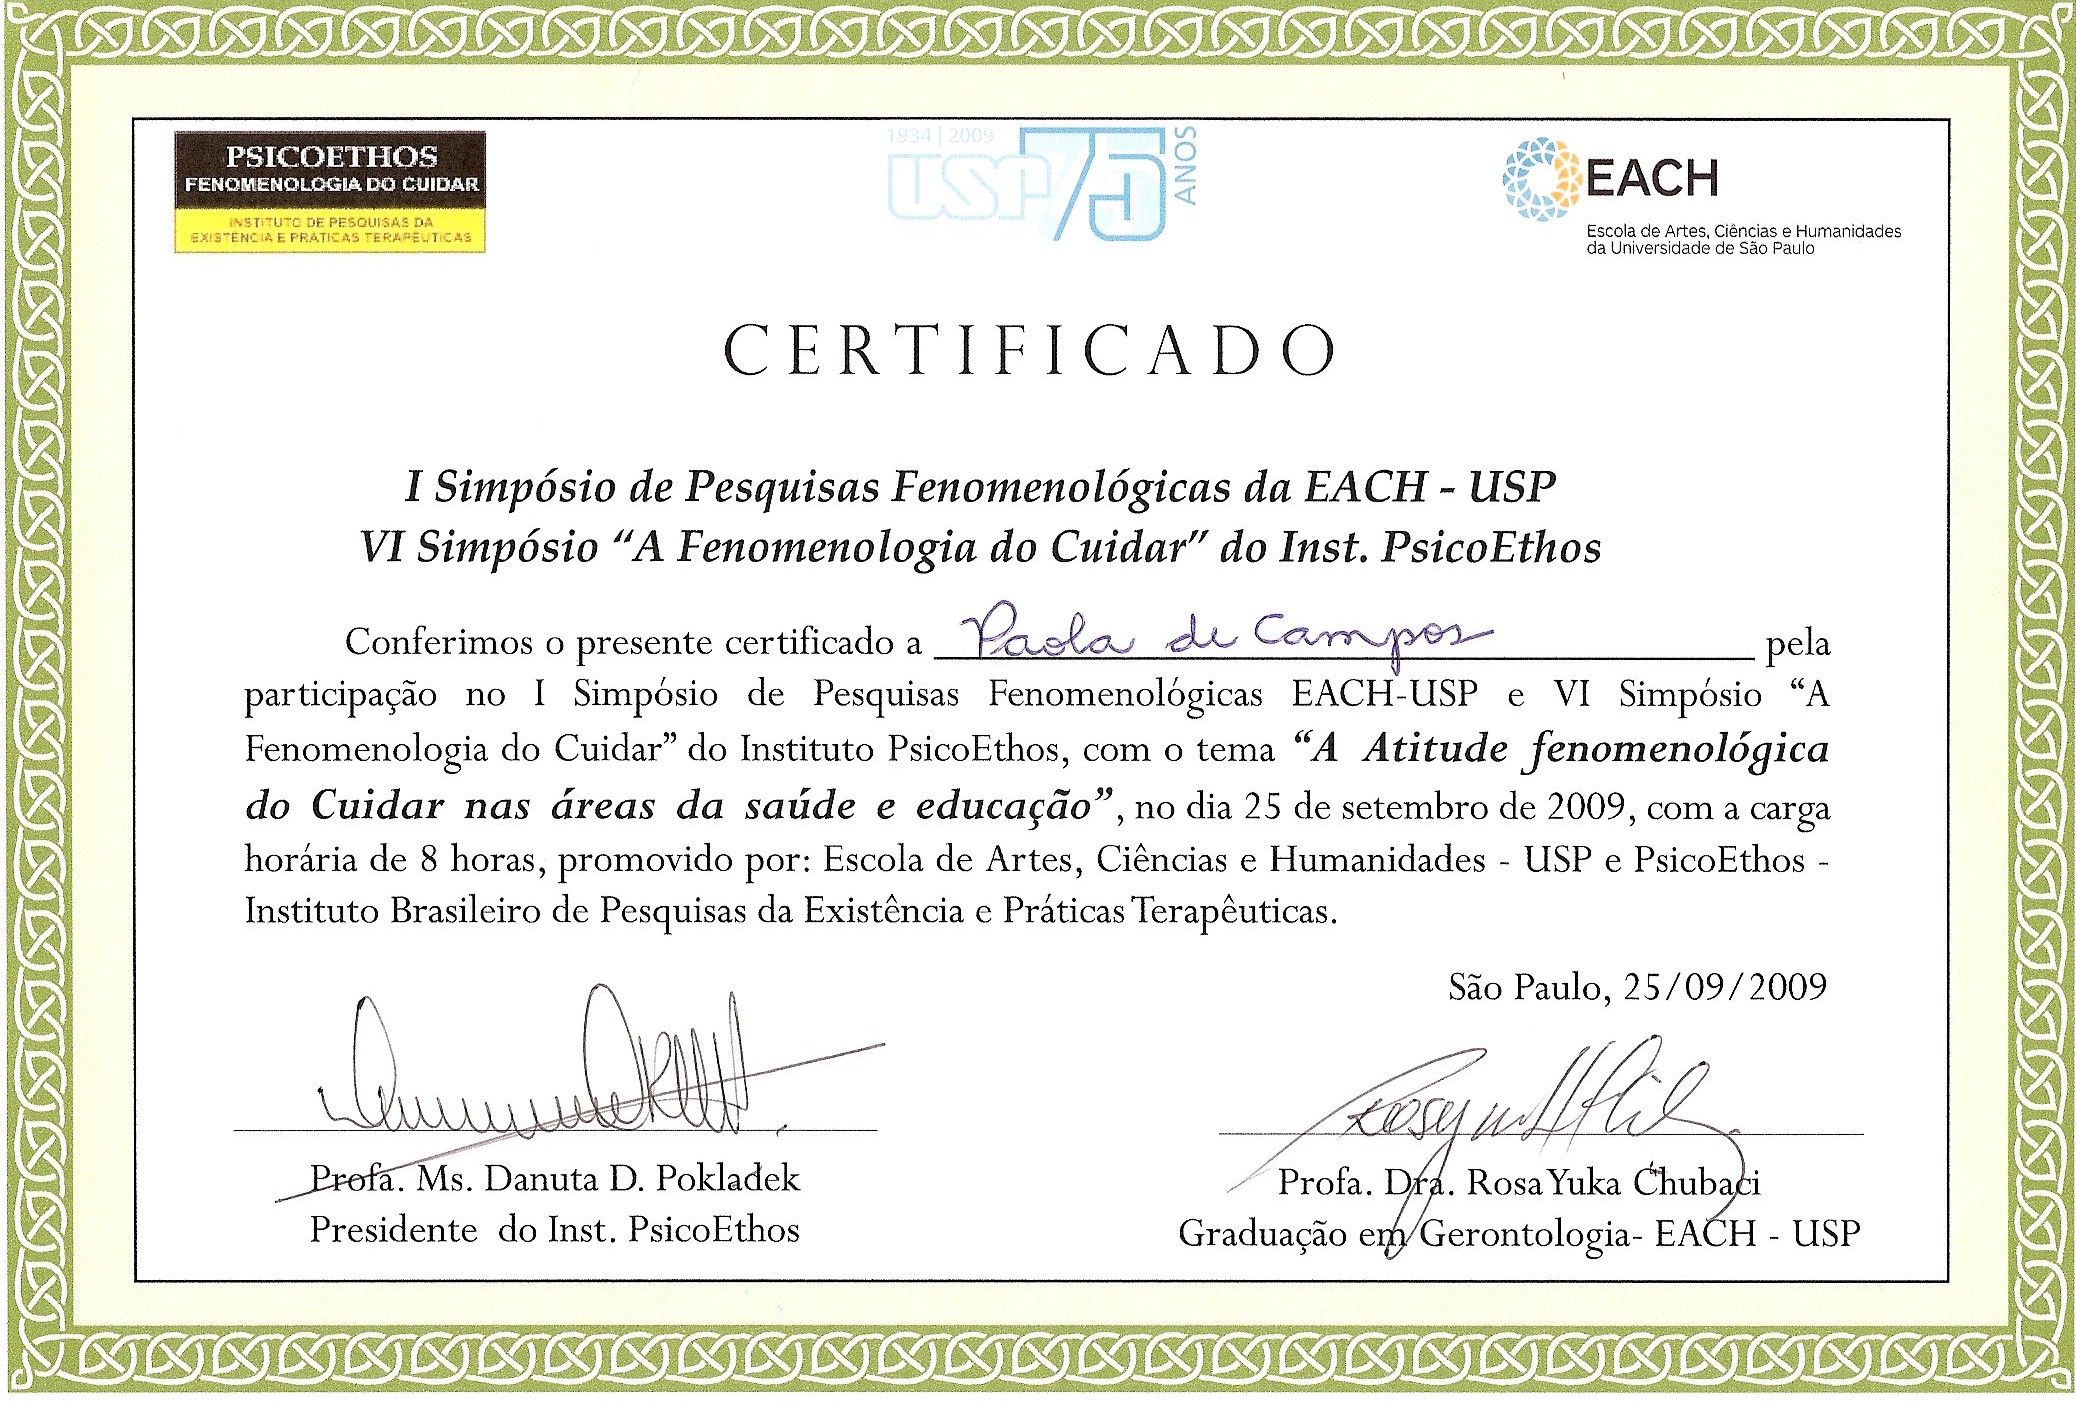 PSICOETHOS
FENOMENOLOGIA DO CUIDAR
INSTITUTO DE PESQUISAS DA
EXISTÊNCIA E PRÁTICAS TERAPÊUTICAS
1934 | 2009
USP 75
ANOS
EACH
Escola de Artes, Ciências e Humanidades
da Universidade de São Paulo
CERTIFICADO
I Simpósio de Pesquisas Fenomenológicas da EACH - USP
VI Simpósio “A Fenomenologia do Cuidar” do Inst. PsicoEthos
Conferimos o presente certificado a Paola de Campos pela
participação no I Simpósio de Pesquisas Fenomenológicas EACH-USP e VI Simpósio “A
Fenomenologia do Cuidar” do Instituto PsicoEthos, com o tema “A Atitude fenomenológica
do Cuidar nas áreas da saúde e educação”, no dia 25 de setembro de 2009, com a carga
horária de 8 horas, promovido por: Escola de Artes, Ciências e Humanidades - USP e PsicoEthos -
Instituto Brasileiro de Pesquisas da Existência e Práticas Terapêuticas.
São Paulo, 25/09/2009
Profa. Ms. Danuta D. Pokladek
Presidente do Inst. PsicoEthos
Profa. Dra. Rosa Yuka Chubaci
Graduação em Gerontologia- EACH - USP